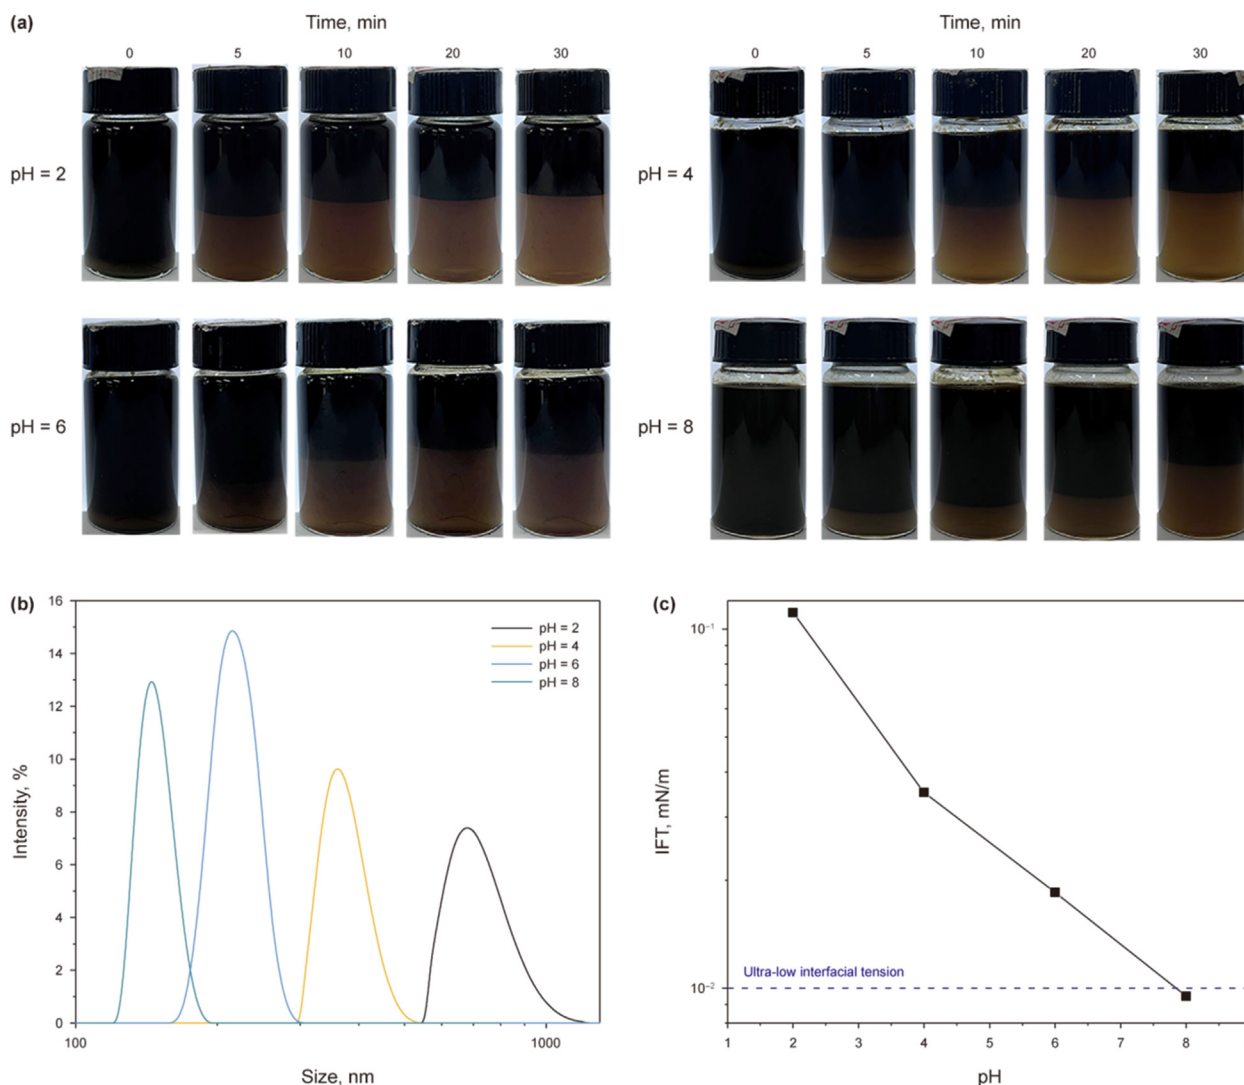 (a)
Time, min
0 5 10 20 30
pH = 2
Time, min
0 5 10 20 30
pH = 4
pH = 6
pH = 8
(b)
16
14
12
10
8
6
4
2
0
Intensity, %
pH = 2
pH = 4
pH = 6
pH = 8
100 1000
Size, nm
(c)
10⁻¹
10⁻²
IFT, mN/m
Ultra-low interfacial tension
1 2 3 4 5 6 7 8
pH